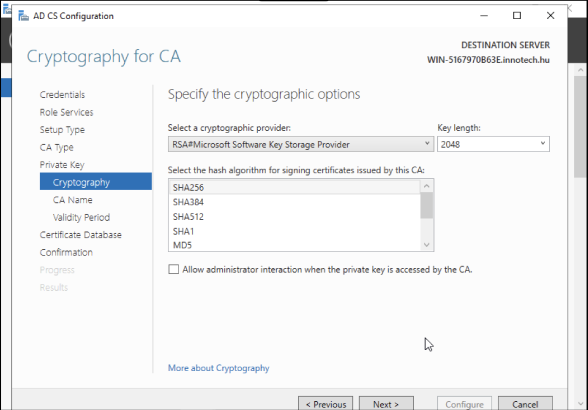 AD CS Configuration
DESTINATION SERVER
WIN-5167970B63E.innotech.hu
Cryptography for CA
Credentials
Role Services
Setup Type
CA Type
Private Key
Cryptography
CA Name
Validity Period
Certificate Database
Confirmation
Progress
Results
Specify the cryptographic options
Select a cryptographic provider:
Key length:
RSA#Microsoft Software Key Storage Provider
2048
Select the hash algorithm for signing certificates issued by this CA:
SHA256
SHA384
SHA512
SHA1
MD5
Allow administrator interaction when the private key is accessed by the CA.
More about Cryptography
< Previous
Next >
Configure
Cancel